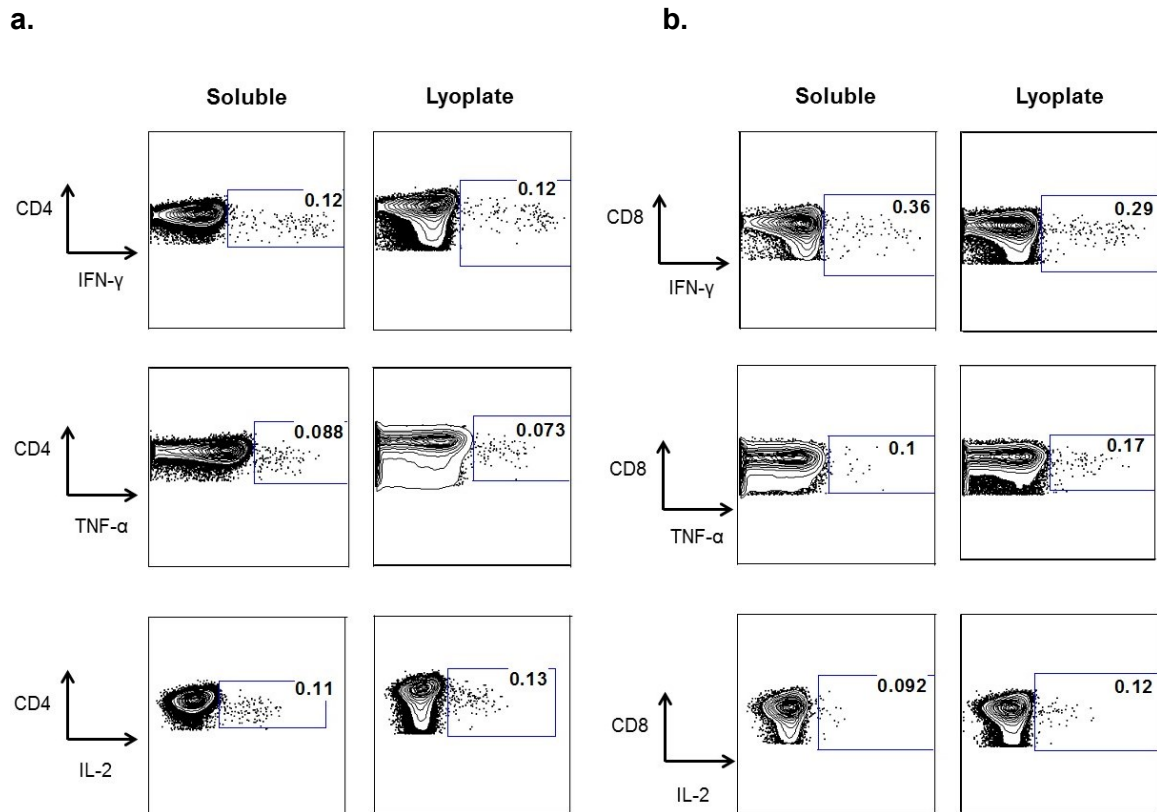 a.
b.
Soluble
Lyoplate
Soluble
Lyoplate
CD4
0.12
0.12
IFN-γ
CD8
0.36
0.29
IFN-γ
CD4
0.088
0.073
TNF-α
CD8
0.1
0.17
TNF-α
CD4
0.11
0.13
IL-2
CD8
0.092
0.12
IL-2